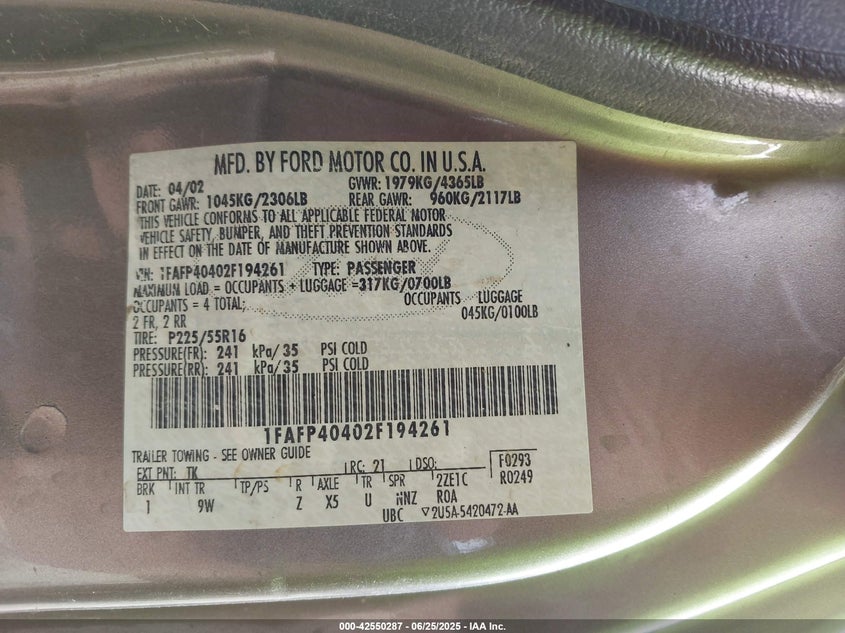 MFD. BY FORD MOTOR CO. IN U.S.A.
DATE: 04/02 GVWR: 1979KG/4365LB
FRONT GAWR: 1045KG/2306LB REAR GAWR: 960KG/2117LB
THIS VEHICLE CONFORMS TO ALL APPLICABLE FEDERAL MOTOR
VEHICLE SAFETY, BUMPER, AND THEFT PREVENTION STANDARDS
IN EFFECT ON THE DATE OF MANUFACTURE SHOWN ABOVE.
VIN: 1FAFP40402F194261 TYPE: PASSENGER
MAXIMUM LOAD = OCCUPANTS + LUGGAGE =317KG/0700LB
OCCUPANTS = 4 TOTAL; OCCUPANTS LUGGAGE
2 FR, 2 RR 045KG/0100LB
TIRE: P225/55R16
PRESSURE(FR): 241 kPa/35 PSI COLD
PRESSURE(RR): 241 kPa/35 PSI COLD
1FAFP40402F194261
TRAILER TOWING - SEE OWNER GUIDE
EXT PNT: TK RC: 21 DSO: F0293
BRK INT TR TP/PS R AXLE TR SPR 2ZE1C R0249
1 9W Z X5 U NNZ ROA
UBC ▽2U5A-5420472-AA
000-42550287 - 06/25/2025 - IAA Inc.